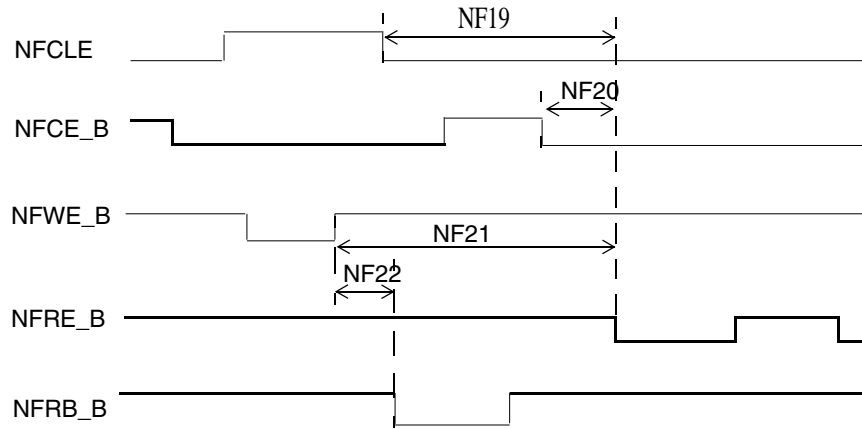 NF19
NFCLE
NF20
NFCE_B
NFWE_B
NF21
NF22
NFRE_B
NFRB_B